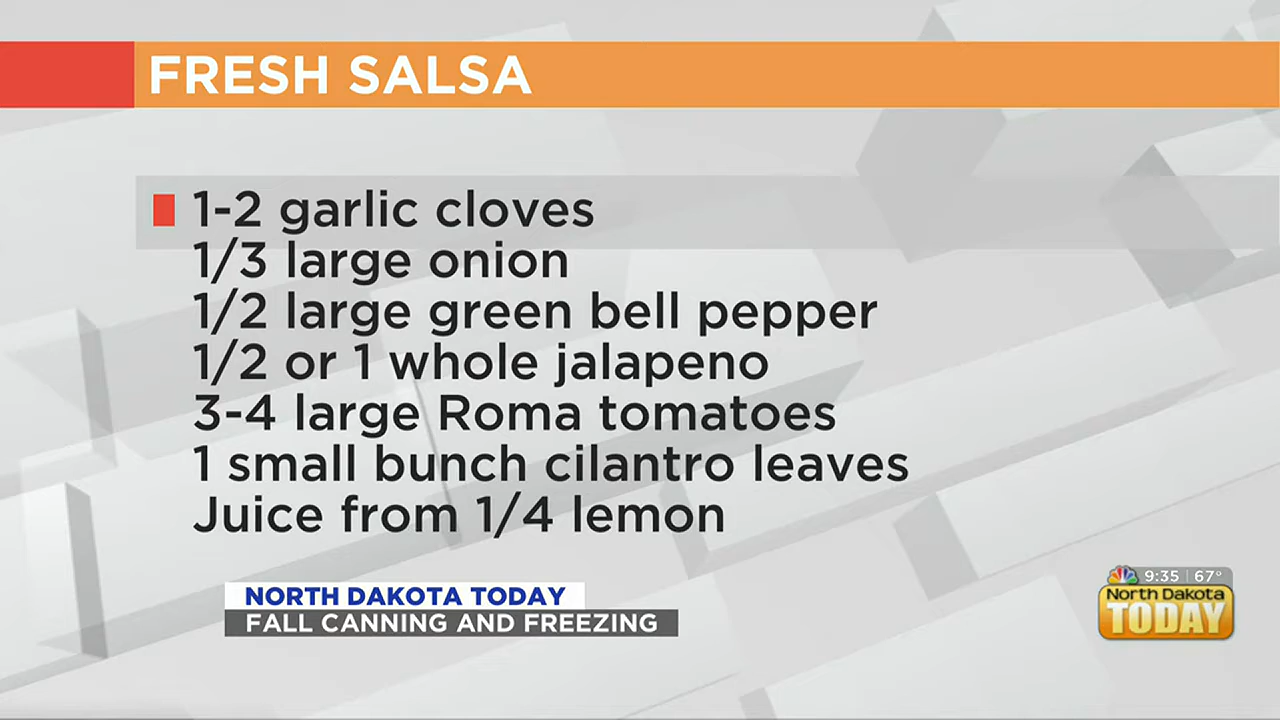 FRESH SALSA
1-2 garlic cloves
1/3 large onion
1/2 large green bell pepper
1/2 or 1 whole jalapeno
3-4 large Roma tomatoes
1 small bunch cilantro leaves
Juice from 1/4 lemon
NORTH DAKOTA TODAY
FALL CANNING AND FREEZING
9:35 | 67°
North Dakota
TODAY